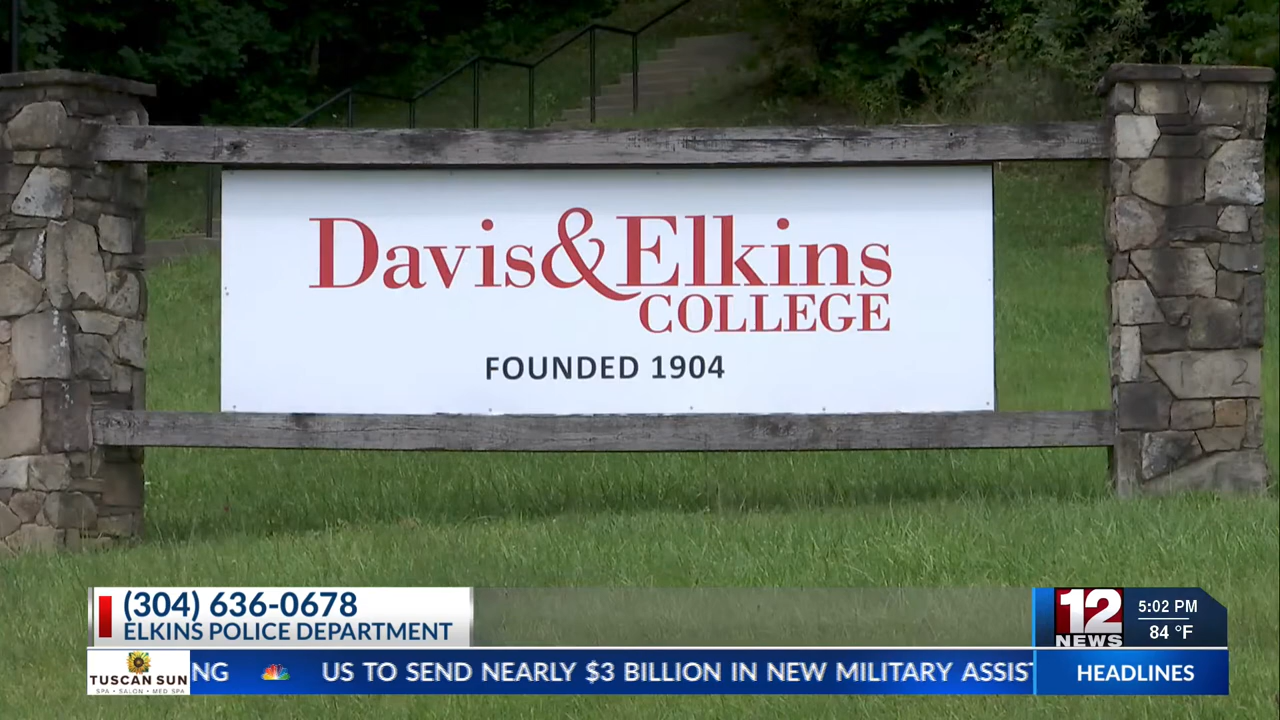 Davis&Elkins
COLLEGE
FOUNDED 1904
2
(304) 636-0678
ELKINS POLICE DEPARTMENT
12
NEWS
5:02 PM
84 °F
TUSCAN SUN
SPA • SALON • MED SPA
NG
US TO SEND NEARLY $3 BILLION IN NEW MILITARY ASSIST
HEADLINES